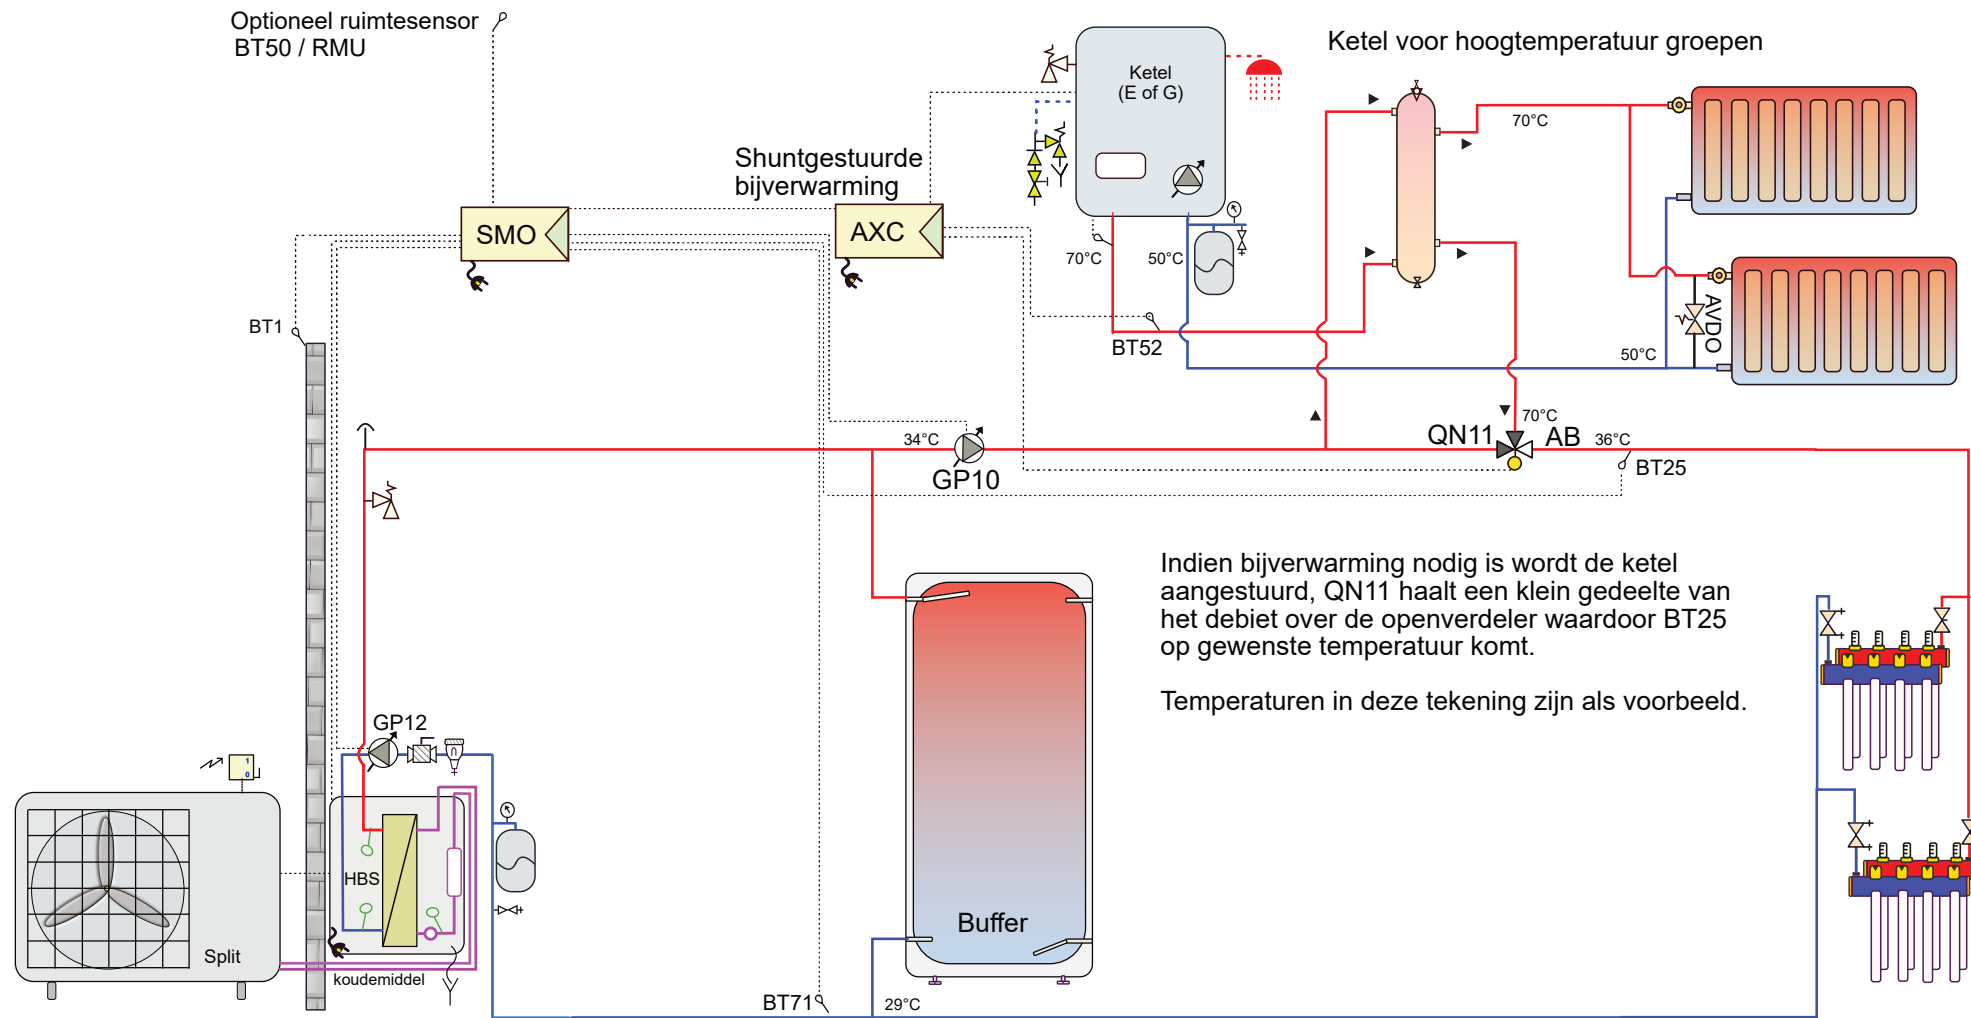 Optioneel ruimtesensor
BT50 / RMU
Ketel
(E of G)
Ketel voor hoogtemperatuur groepen
70°C
Shuntgestuurde
bijverwarming
SMO
AXC
70°C
50°C
BT1
BT52
AVDO
50°C
70°C
34°C
GP10
QN11
AB
36°C
BT25
Indien bijverwarming nodig is wordt de ketel
aangestuurd, QN11 haalt een klein gedeelte van
het debiet over de openverdeler waardoor BT25
op gewenste temperatuur komt.
Temperaturen in deze tekening zijn als voorbeeld.
GP12
1
0
HBS
Split
koudemiddel
Buffer
BT71
29°C